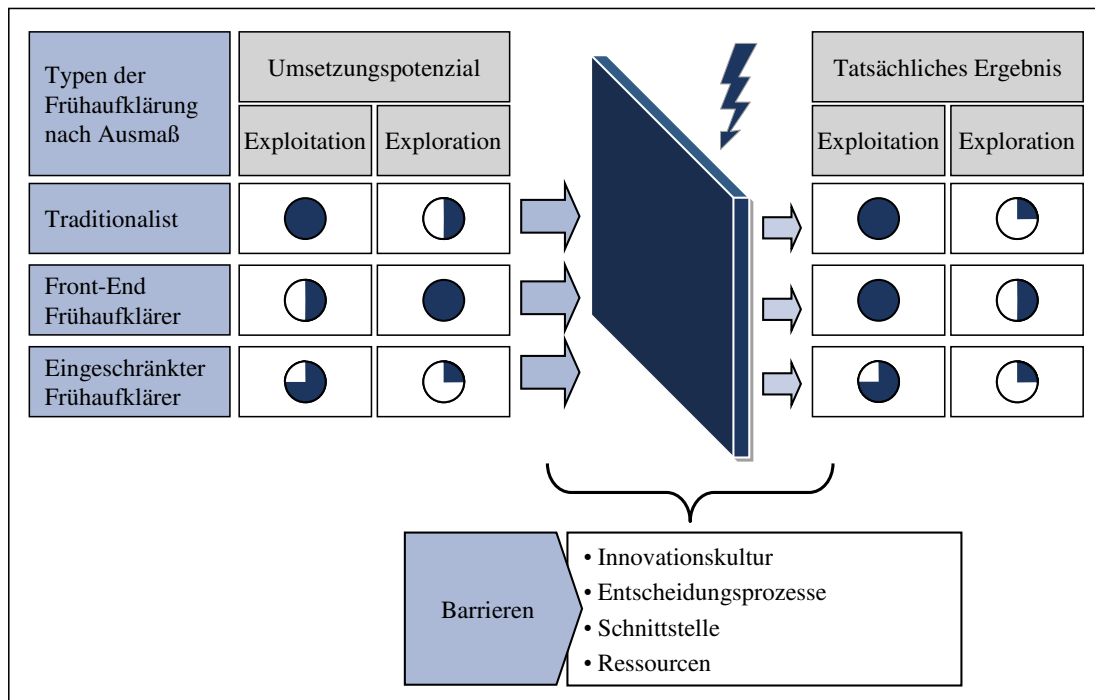 Typen der
Frühaufklärung
nach Ausmaß
Umsetzungspotenzial
Tatsächliches Ergebnis
Exploitation
Exploration
Exploitation
Exploration
Traditionalist
Front-End
Frühaufklärer
Eingeschränkter
Frühaufklärer
Barrieren
• Innovationskultur
• Entscheidungsprozesse
• Schnittstelle
• Ressourcen